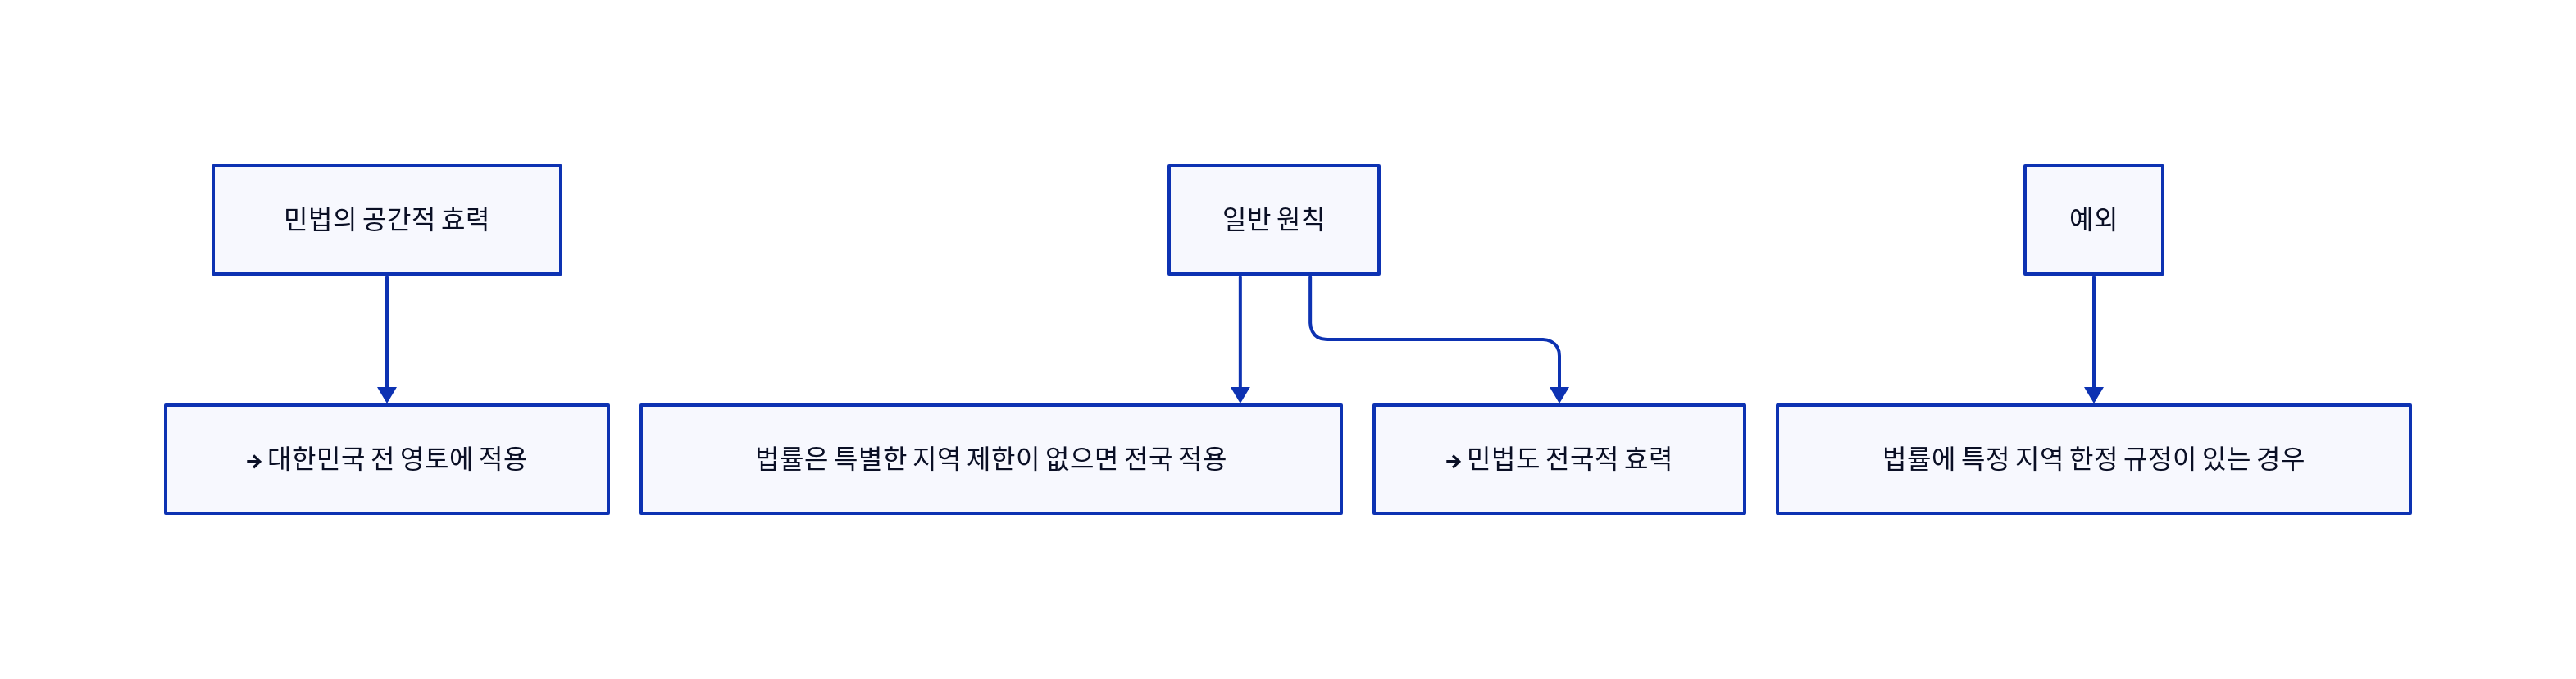 민법의 공간적 효력
일반 원칙
예외
→ 대한민국 전 영토에 적용
법률은 특별한 지역 제한이 없으면 전국 적용
→ 민법도 전국적 효력
법률에 특정 지역 한정 규정이 있는 경우